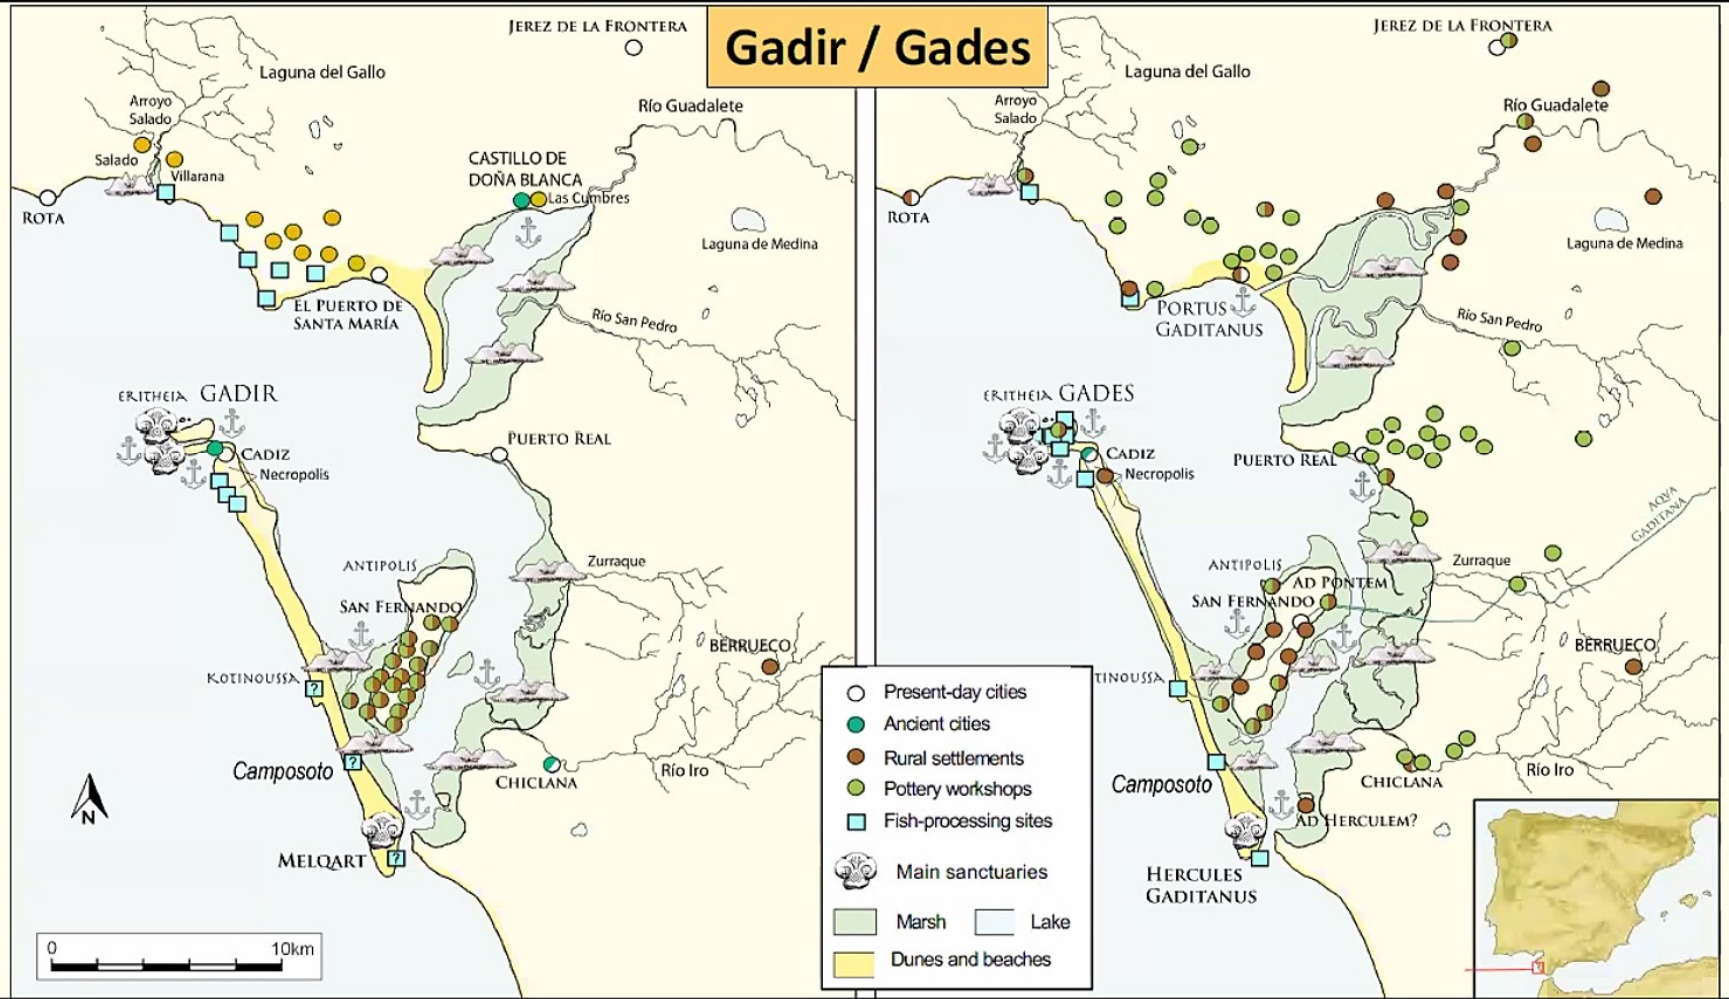 Gadir / Gades
JEREZ DE LA FRONTERA
Laguna del Gallo
Arroyo
Salado
Río Guadalete
Salado
Villarana
CASTILLO DE
DOÑA BLANCA
Las Cumbres
ROTA
Laguna de Medina
EL PUERTO DE
SANTA MARÍA
Río San Pedro
ERITHEIA
GADIR
CADIZ
PUERTO REAL
Necropolis
ANTIPOLIS
Zurraque
SAN FERNANDO
BERRUECO
KOTINOUSSA
?
?
Camposoto
CHICLANA
Río Iro
N
MELQART
?
0
10km
JEREZ DE LA FRONTERA
Laguna del Gallo
Arroyo
Salado
Río Guadalete
ROTA
Laguna de Medina
PORTUS
GADITANUS
Río San Pedro
ERITHEIA
GADES
CADIZ
PUERTO REAL
Necropolis
AQVA
GADITANA
ANTIPOLIS
AD PONTEM
Zurraque
SAN FERNANDO
BERRUECO
TINOUSSA
Camposoto
CHICLANA
Río Iro
AD HERCULEM?
HERCULES
GADITANUS
Present-day cities
Ancient cities
Rural settlements
Pottery workshops
Fish-processing sites
Main sanctuaries
Marsh
Lake
Dunes and beaches